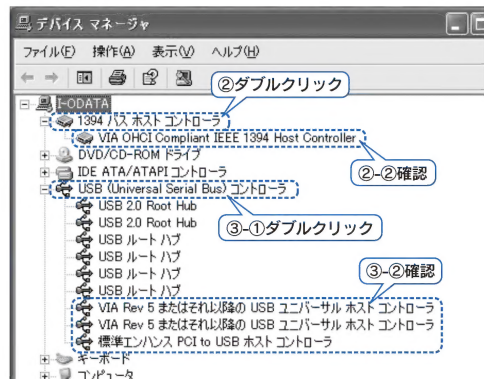 デバイス マネージャ
ファイル(F) 操作(A) 表示(V) ヘルプ(H)
②ダブルクリック
I-ODATA
1394 バス ホスト コントローラ
VIA OHCI Compliant IEEE 1394 Host Controller
DVD/CD-ROM ドライブ
②-②確認
IDE ATA/ATAPI コントローラ
USB (Universal Serial Bus) コントローラ
USB 2.0 Root Hub
USB 2.0 Root Hub
③-①ダブルクリック
USB ルート ハブ
USB ルート ハブ
USB ルート ハブ
USB ルート ハブ
③-②確認
VIA Rev 5 またはそれ以降の USB ユニバーサル ホスト コントローラ
VIA Rev 5 またはそれ以降の USB ユニバーサル ホスト コントローラ
標準エンハンス PCI to USB ホスト コントローラ
キーボード
コンピュータ